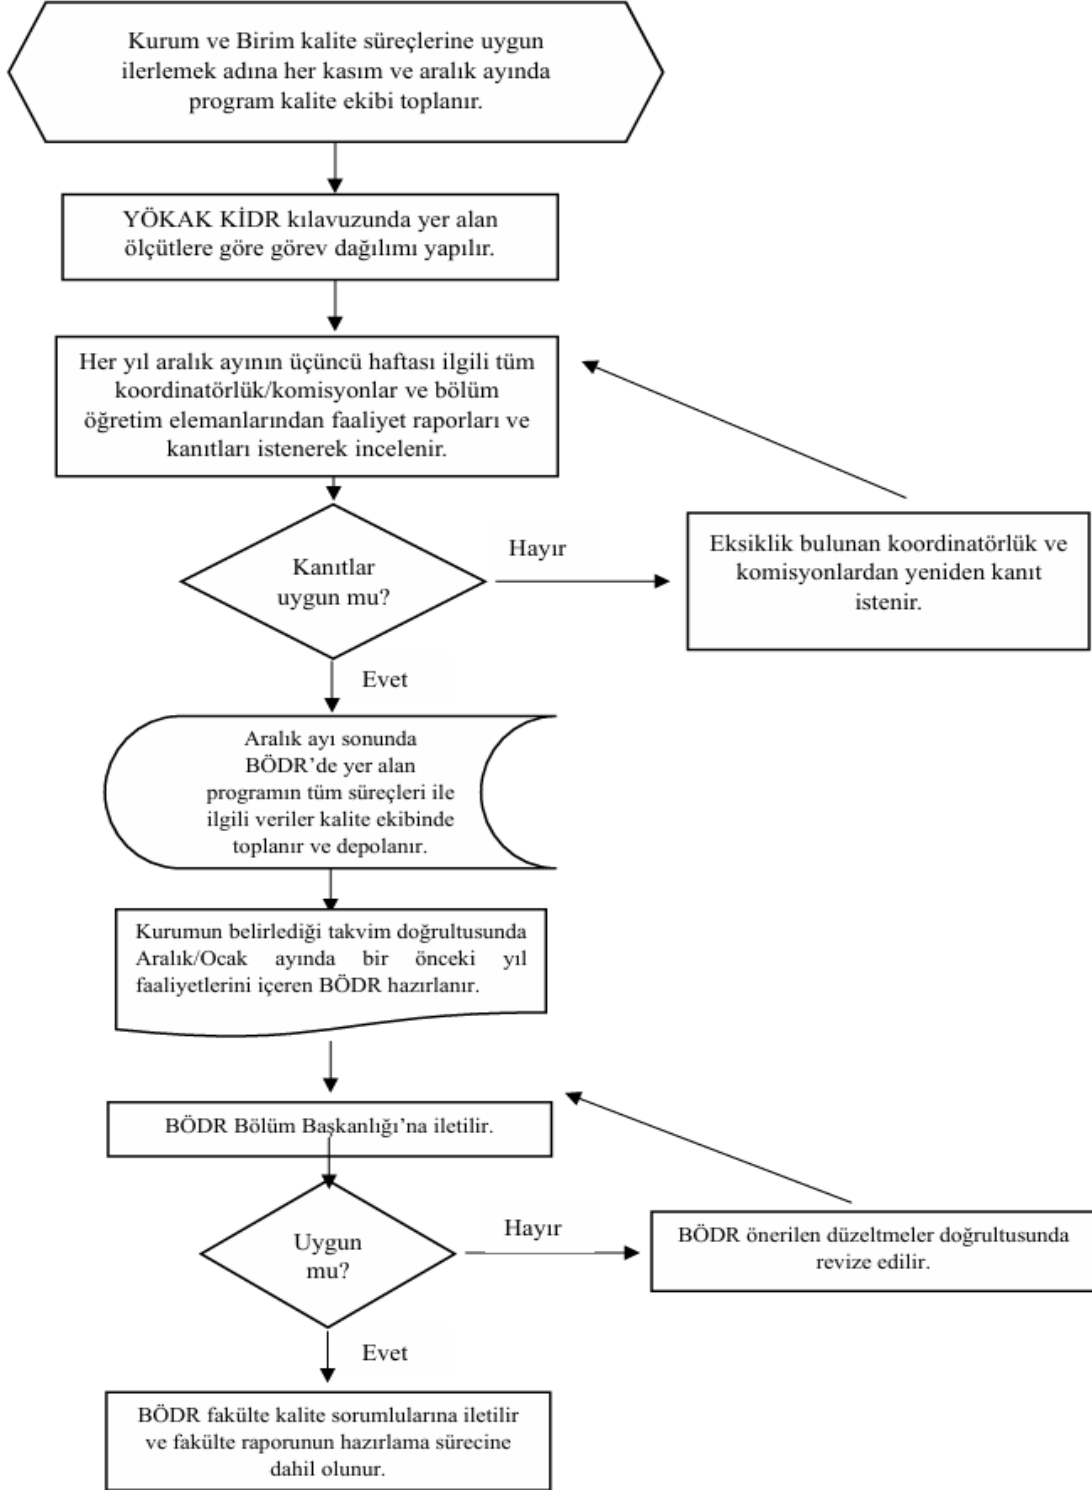 Kurum ve Birim kalite süreçlerine uygun
ilerlemek adına her kasım ve aralık ayında
program kalite ekibi toplanır.
YÖKAK KİDR kılavuzunda yer alan
ölçütlere göre görev dağılımı yapılır.
Her yıl aralık ayının üçüncü haftası ilgili tüm
koordinatörlük/komisyonlar ve bölüm
öğretim elemanlarından faaliyet raporları ve
kanıtları istenerek incelenir.
Kanıtlar
uygun mu?
Hayır
Eksiklik bulunan koordinatörlük ve
komisyonlardan yeniden kanıt
istenir.
Evet
Aralık ayı sonunda
BÖDR’de yer alan
programın tüm süreçleri ile
ilgili veriler kalite ekibinde
toplanır ve depolanır.
Kurumun belirlediği takvim doğrultusunda
Aralık/Ocak ayında bir önceki yıl
faaliyetlerini içeren BÖDR hazırlanır.
BÖDR Bölüm Başkanlığı’na iletilir.
Uygun
mu?
Hayır
BÖDR önerilen düzeltmeler doğrultusunda
revize edilir.
Evet
BÖDR fakülte kalite sorumlularına iletilir
ve fakülte raporunun hazırlama sürecine
dahil olunur.